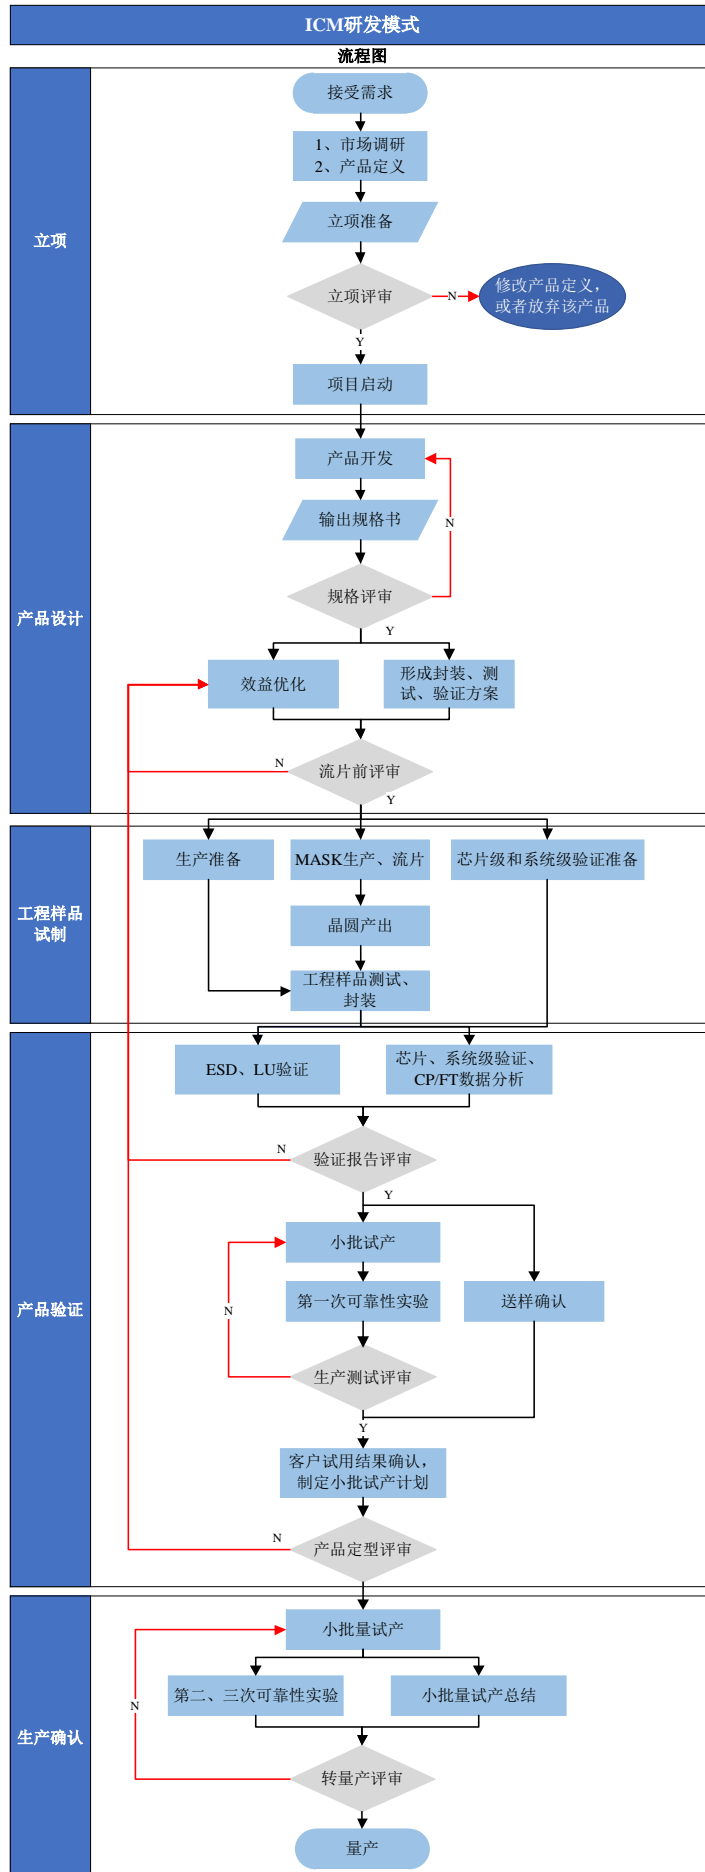 ICM研发模式
流程图
立项
接受需求
1、市场调研
2、产品定义
立项准备
立项评审
N
修改产品定义，
或者放弃该产品
Y
项目启动
产品设计
产品开发
输出规格书
N
规格评审
Y
效益优化
形成封装、测
试、验证方案
N
流片前评审
Y
工程样品
试制
生产准备
MASK生产、流片
芯片级和系统级验证准备
晶圆产出
工程样品测试、
封装
产品验证
ESD、LU验证
芯片、系统级验证、
CP/FT数据分析
N
验证报告评审
Y
小批试产
N
第一次可靠性实验
送样确认
生产测试评审
Y
客户试用结果确认，
制定小批试产计划
N
产品定型评审
生产确认
小批量试产
N
第二、三次可靠性实验
小批量试产总结
转量产评审
量产